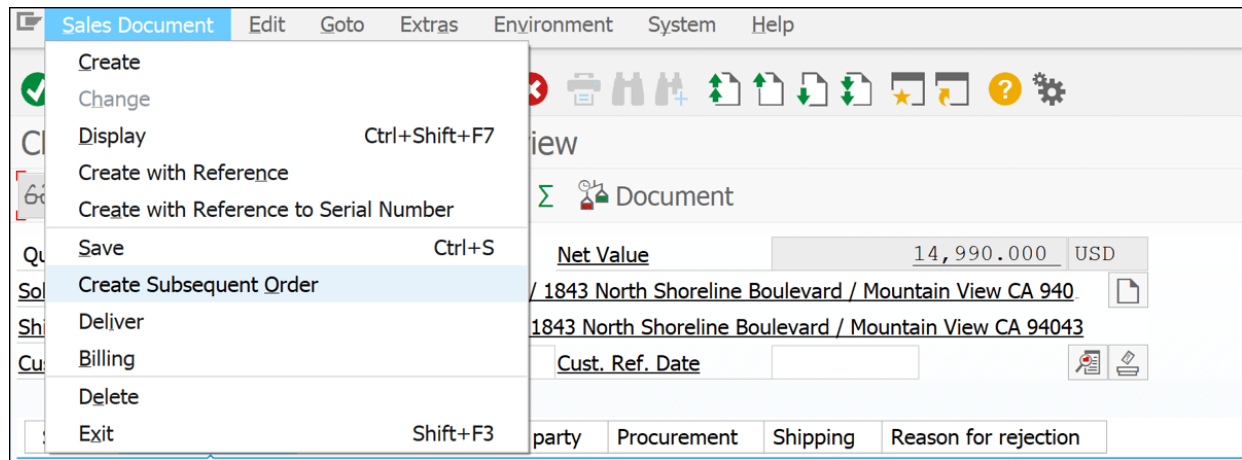 Sales Document Edit Goto Extras Environment System Help
Create
Change
Display Ctrl+Shift+F7
iew
Create with Reference
Document
Create with Reference to Serial Number
Save Ctrl+S
Net Value 14,990.000 USD
Create Subsequent Order
/ 1843 North Shoreline Boulevard / Mountain View CA 940
Deliver
1843 North Shoreline Boulevard / Mountain View CA 94043
Billing
Cust. Ref. Date
Delete
Exit Shift+F3
party Procurement Shipping Reason for rejection